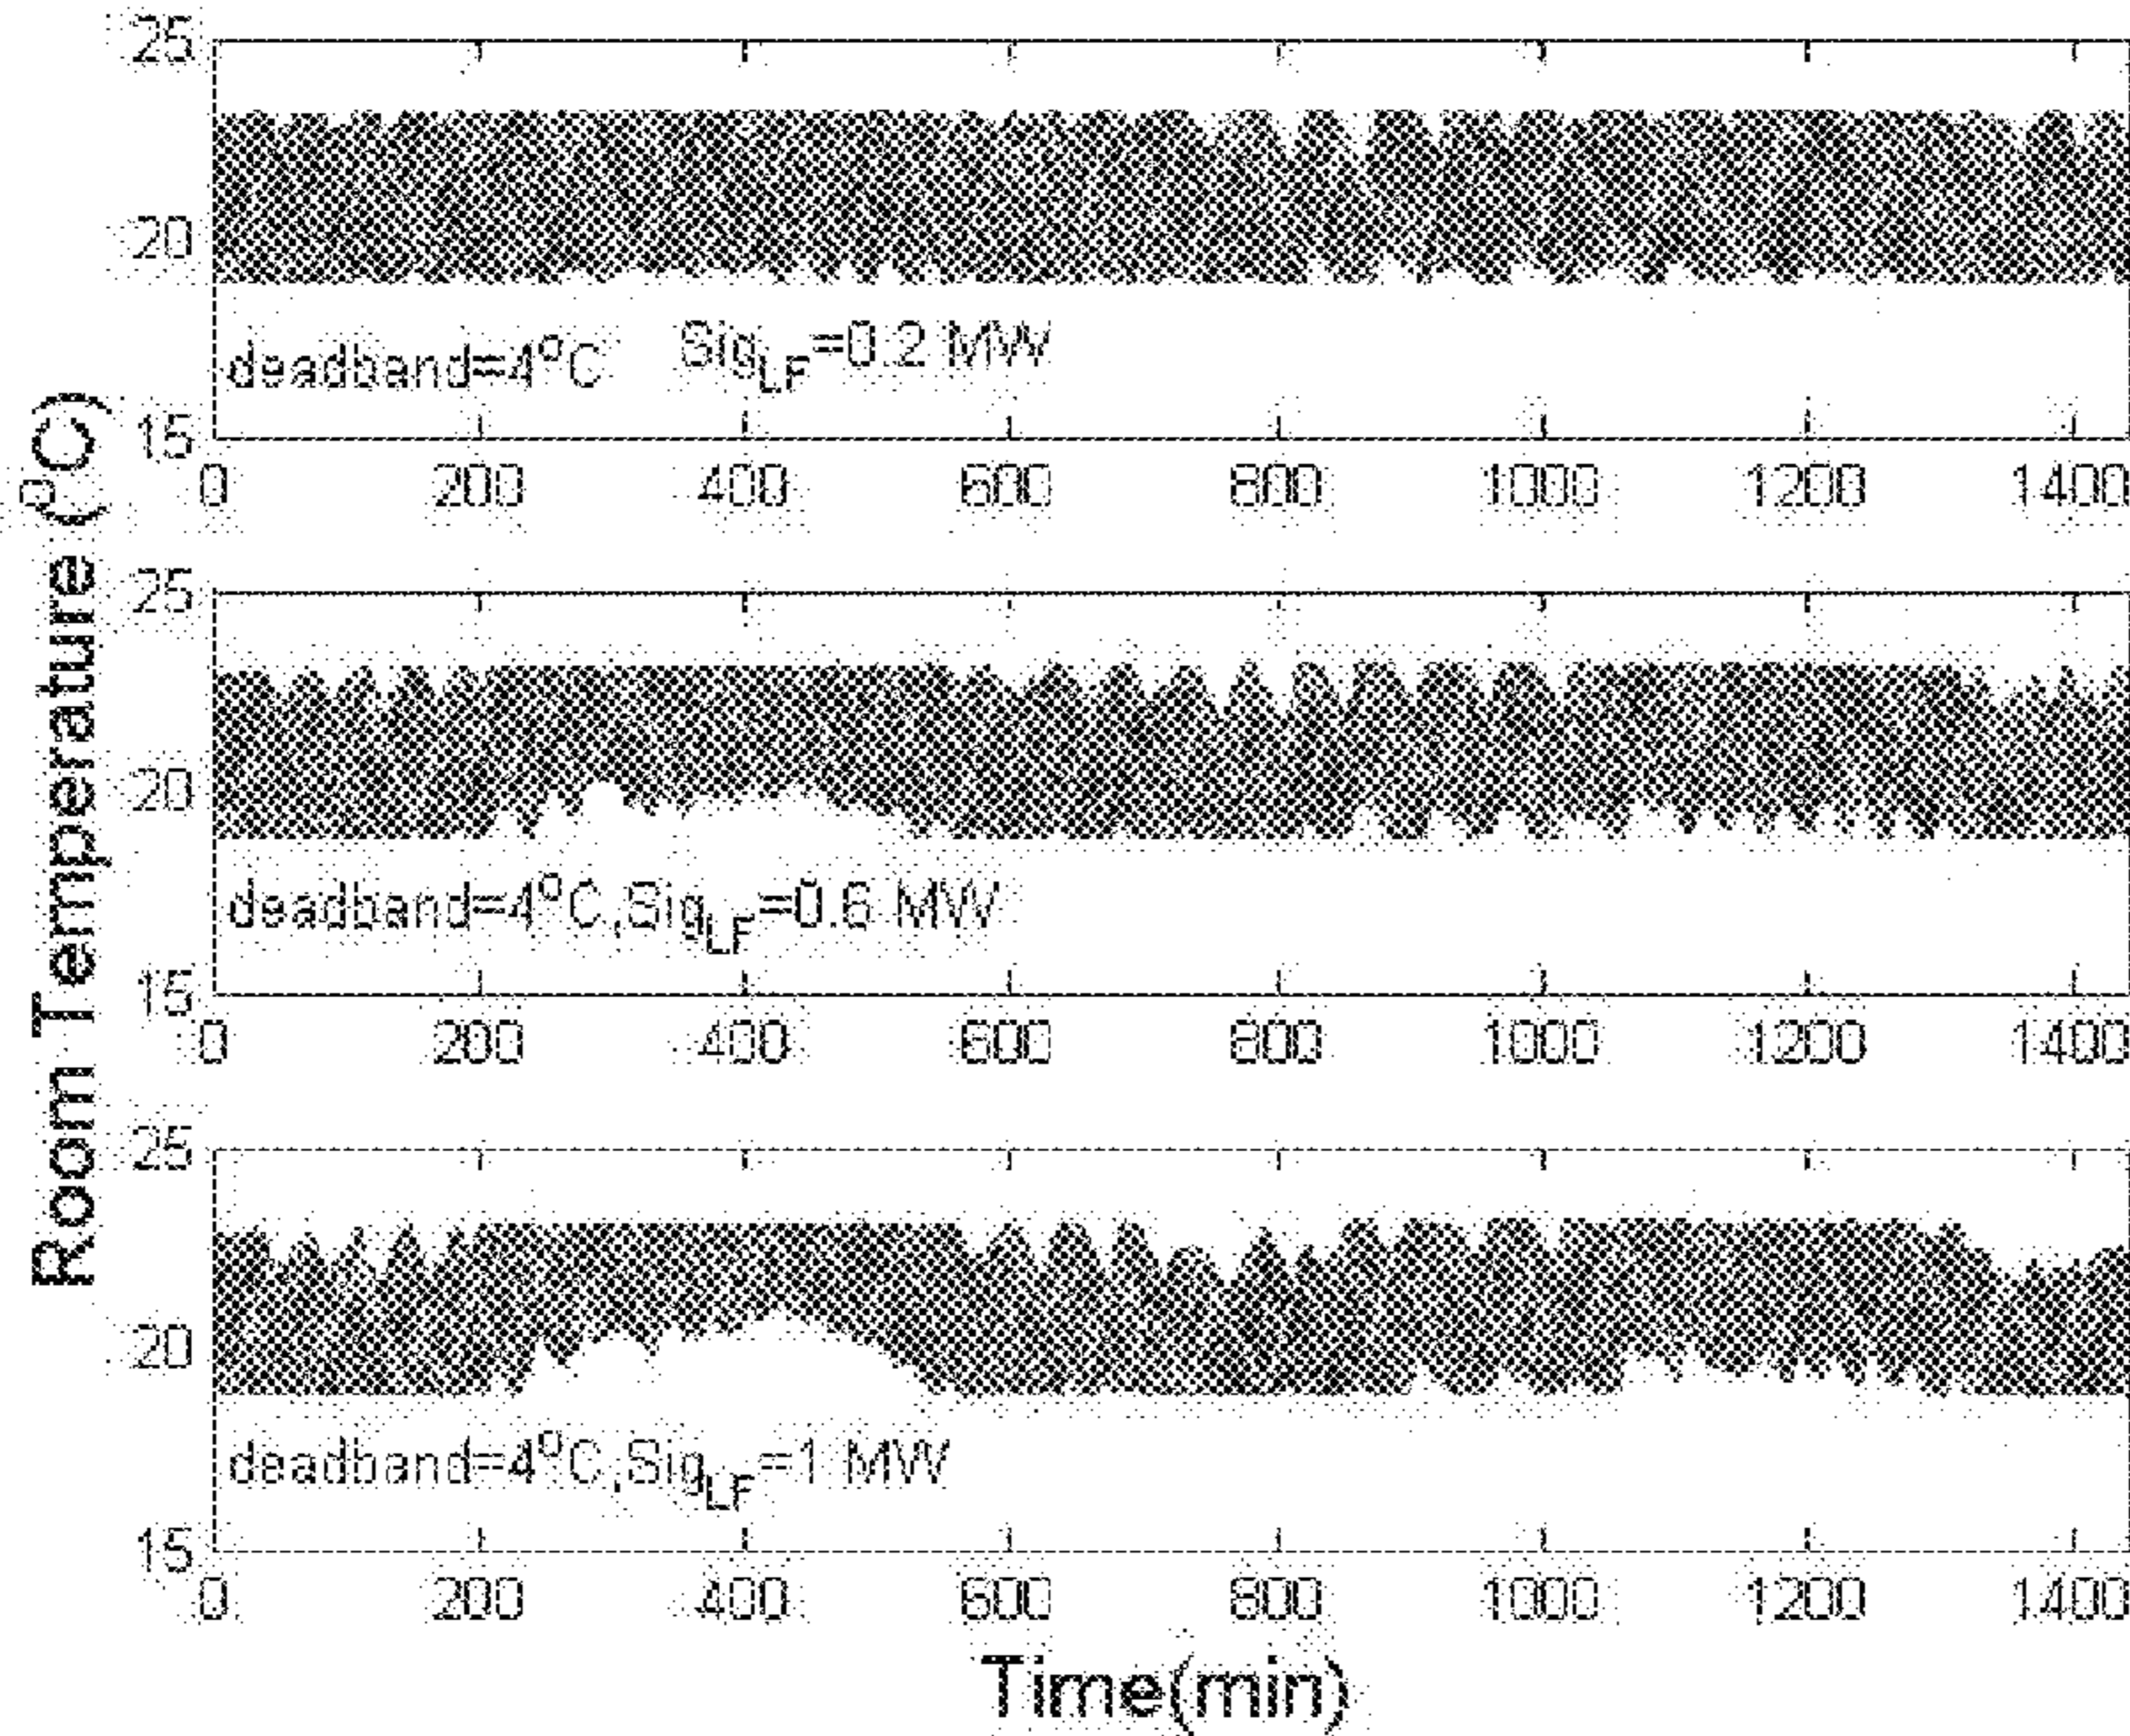 Room Temperature (°C)
25
20
15
deadband=4°C Sig_LF=0.2 MW
0 200 400 600 800 1000 1200 1400
25
20
15
deadband=4°C,Sig_LF=0.6 MW
0 200 400 600 800 1000 1200 1400
25
20
15
deadband=4°C,Sig_LF=1 MW
0 200 400 600 800 1000 1200 1400
Time(min)